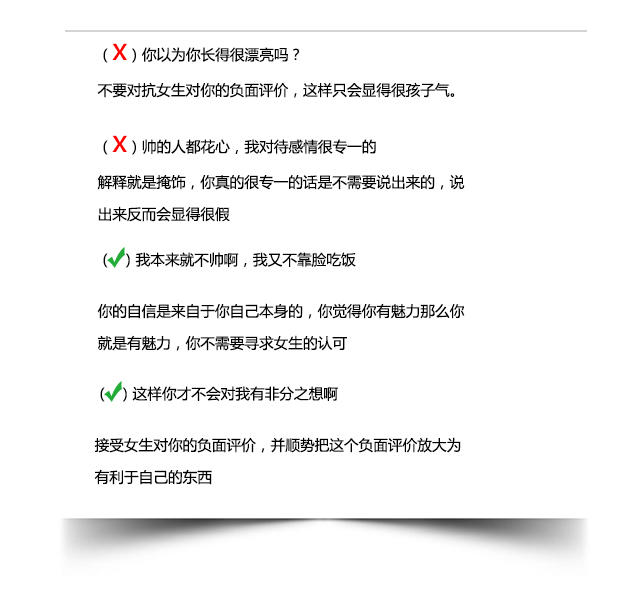 （X）你以为你长得很漂亮吗？
不要对抗女生对你的负面评价，这样只会显得很孩子气。
（X）帅的人都花心，我对待感情很专一的
解释就是掩饰，你真的很专一的话是不需要说出来的，说
出来反而会显得很假
（✓）我本来就不帅啊，我又不靠脸吃饭
你的自信是来自于你自己本身的，你觉得你有魅力那么你
就是有魅力，你不需要寻求女生的认可
（✓）这样你才不会对我有非分之想啊
接受女生对你的负面评价，并顺势把这个负面评价放大为
有利于自己的东西